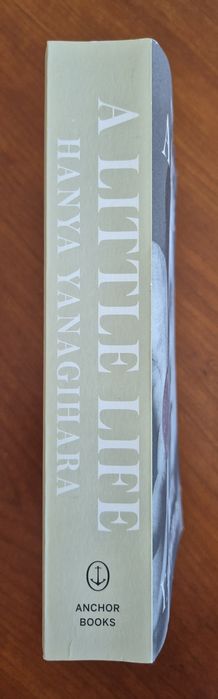 A LITTLE LIFE
HANYA YANAGIHARA
ANCHOR
BOOKS